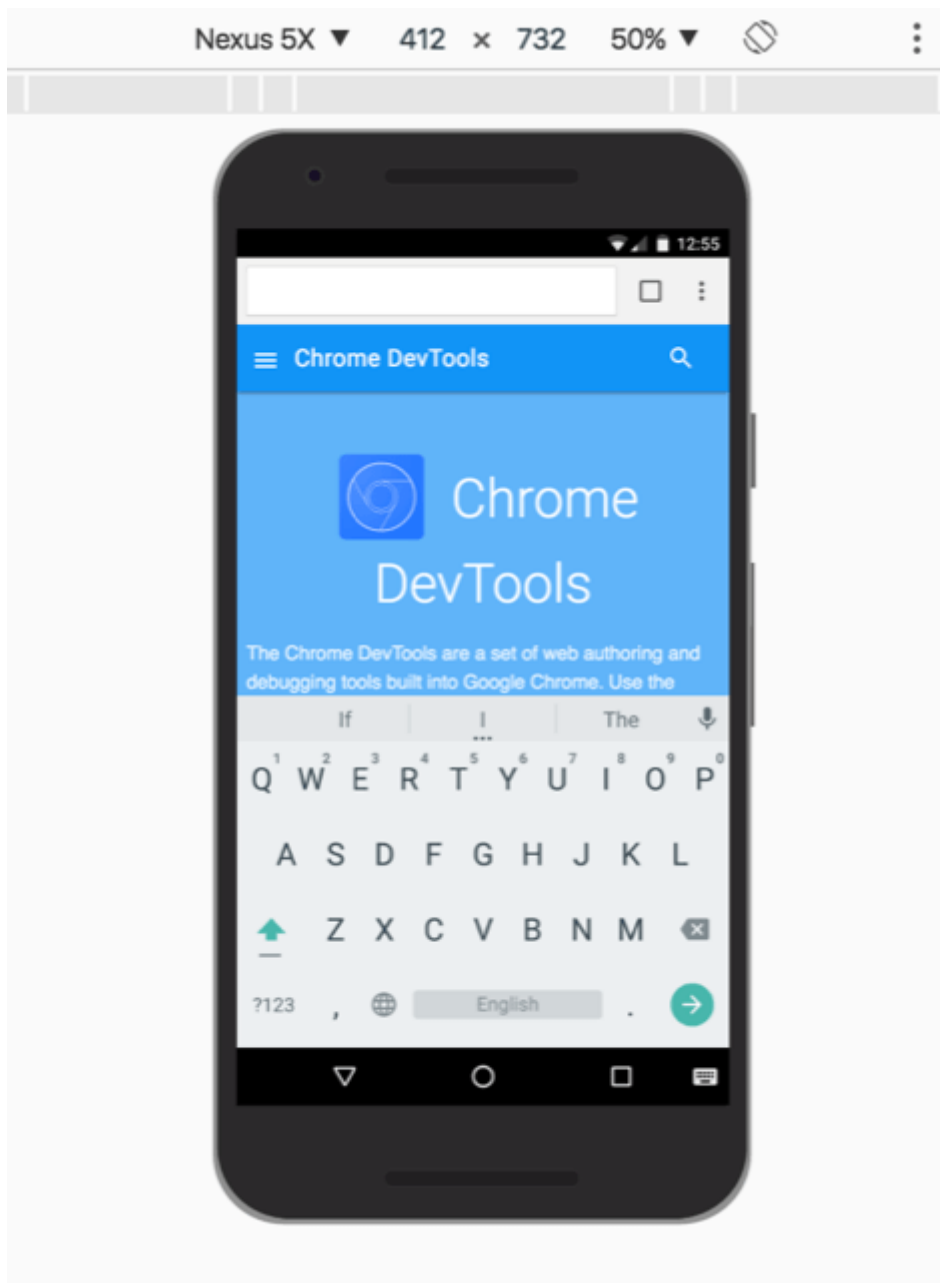 Nexus 5X ▼ 412 × 732 50% ▼
12:55
Chrome DevTools
Chrome
DevTools
The Chrome DevTools are a set of web authoring and
debugging tools built into Google Chrome. Use the
If I The
1 2 3 4 5 6 7 8 9 0
Q W E R T Y U I O P
A S D F G H J K L
Z X C V B N M
?123 , English .